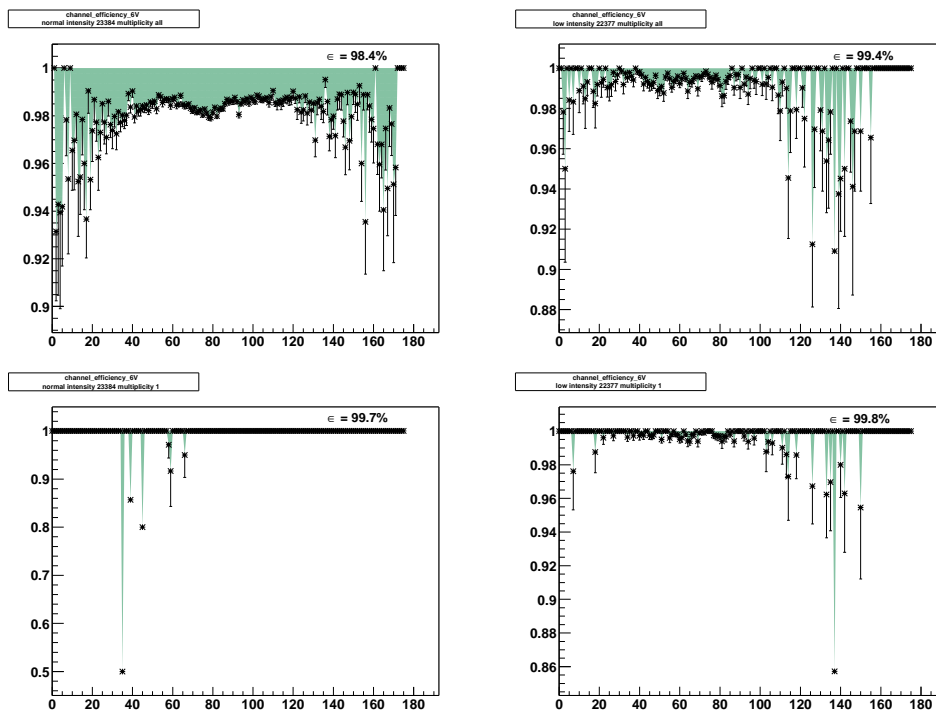 channel_efficiency_6V
normal intensity 23384 multiplicity all
∈ = 98.4%
1
0.98
0.96
0.94
0.92
0.9
0 20 40 60 80 100 120 140 160 180
channel_efficiency_6V
low intensity 22377 multiplicity all
∈ = 99.4%
1
0.98
0.96
0.94
0.92
0.9
0.88
0 20 40 60 80 100 120 140 160 180
channel_efficiency_6V
normal intensity 23384 multiplicity 1
∈ = 99.7%
1
0.9
0.8
0.7
0.6
0.5
0 20 40 60 80 100 120 140 160 180
channel_efficiency_6V
low intensity 22377 multiplicity 1
∈ = 99.8%
1
0.98
0.96
0.94
0.92
0.9
0.88
0.86
0 20 40 60 80 100 120 140 160 180